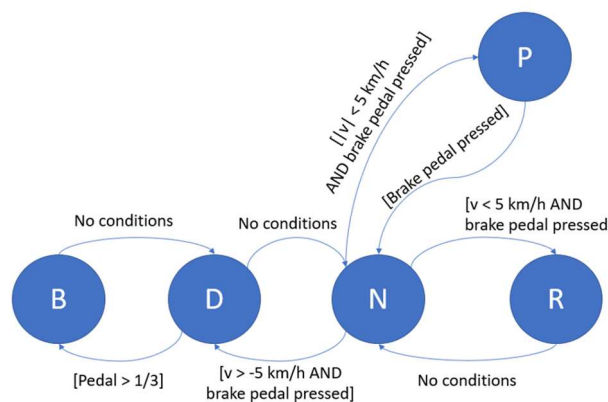 P
[|v| < 5 km/h
AND brake pedal pressed]
[Brake pedal pressed]
[v < 5 km/h AND
brake pedal pressed
No conditions
No conditions
B
D
N
R
[Pedal > 1/3]
[v > -5 km/h AND
brake pedal pressed]
No conditions